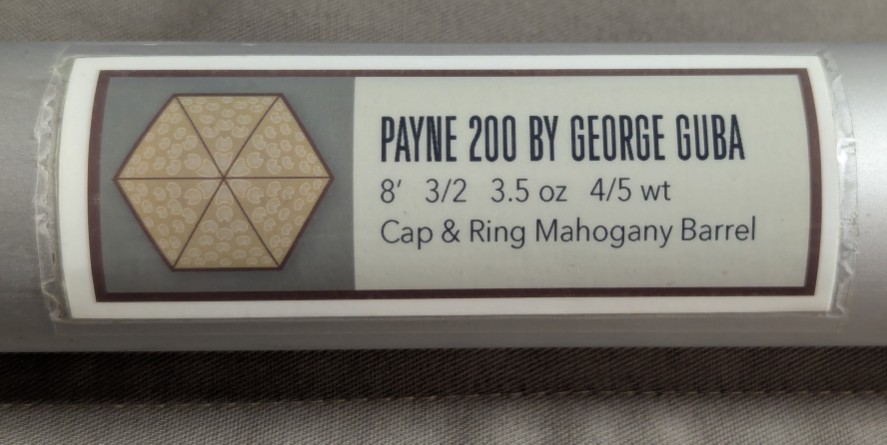 PAYNE 200 BY GEORGE GUBA
8' 3/2 3.5 oz 4/5 wt
Cap & Ring Mahogany Barrel